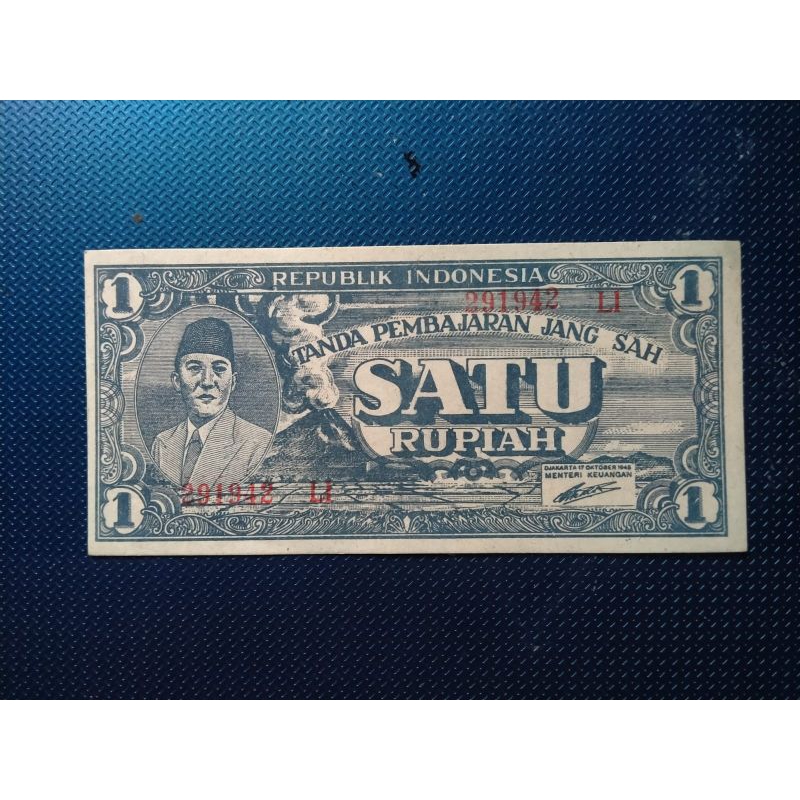 REPUBLIK INDONESIA
1
1
291942 LI
TANDA PEMBAJARAN JANG SAH
SATU
RUPIAH
DJAKARTA 17 OKTOBER 1945
MENTERI KEUANGAN
291942 LI
1
1